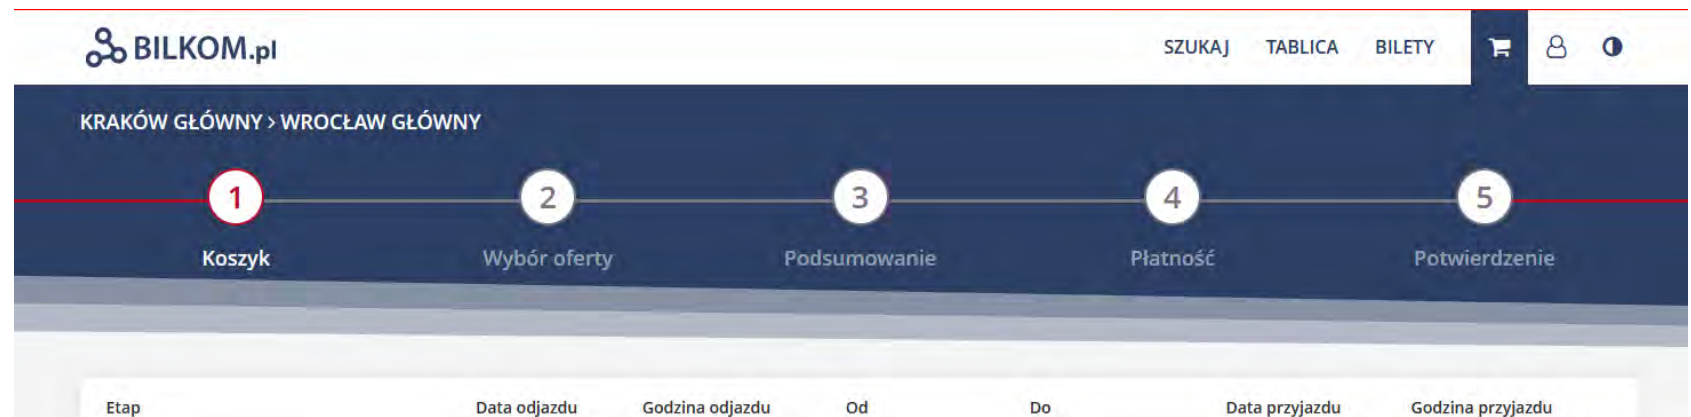 BILKOM.pl SZUKAJ TABLICA BILETY
KRAKÓW GŁÓWNY > WROCŁAW GŁÓWNY
1 2 3 4 5
Koszyk Wybór oferty Podsumowanie Płatność Potwierdzenie
Etap Data odjazdu Godzina odjazdu Od Do Data przyjazdu Godzina przyjazdu